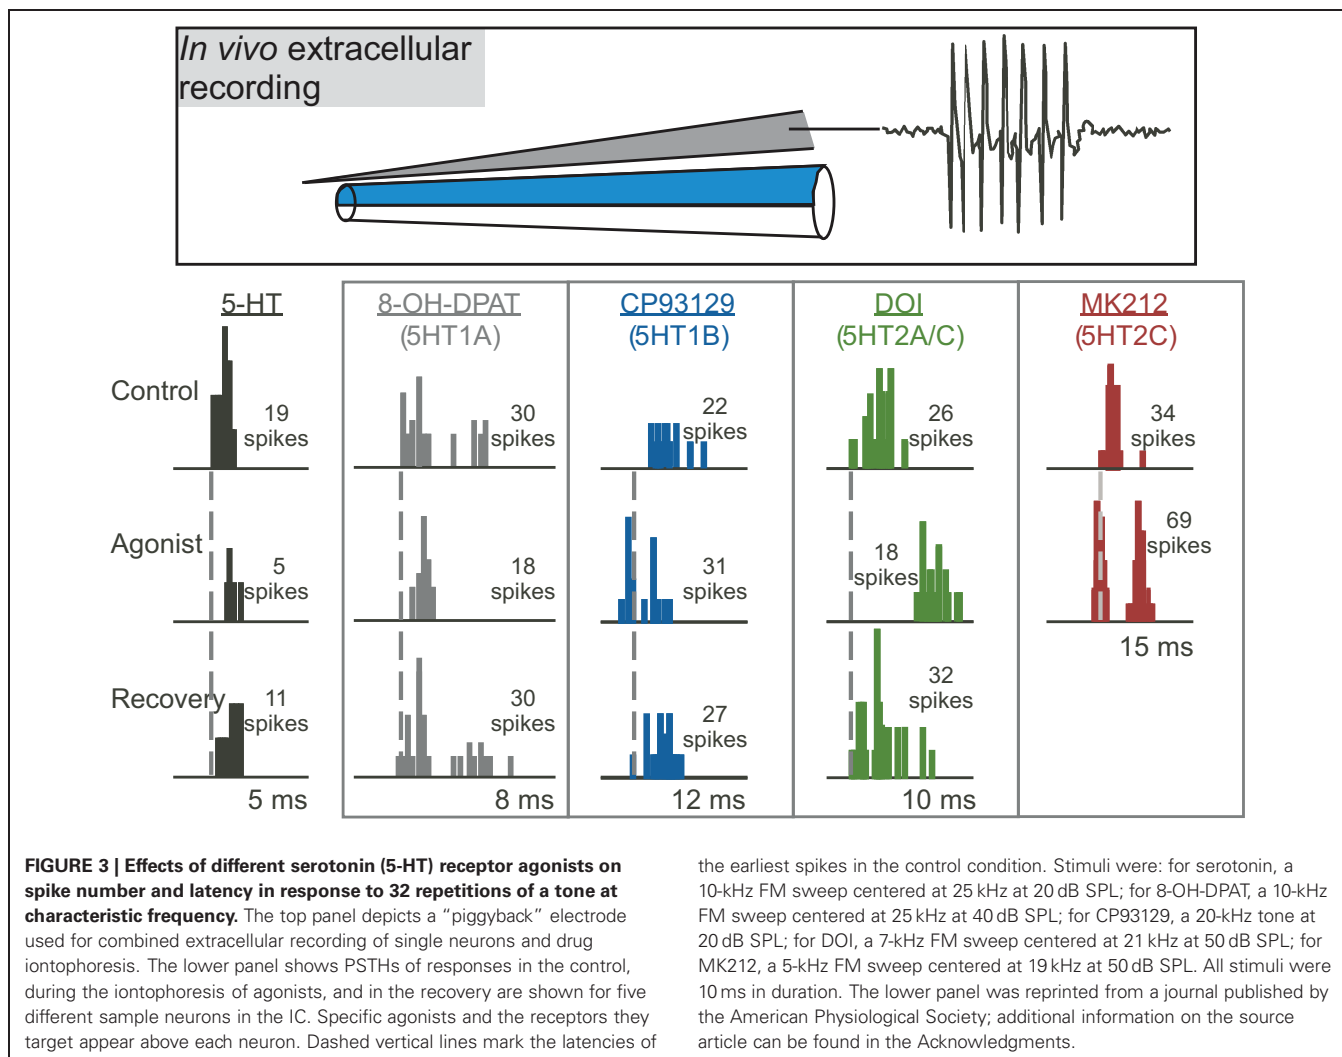 In vivo extracellular
recording
5-HT
8-OH-DPAT
(5HT1A)
CP93129
(5HT1B)
DOI
(5HT2A/C)
MK212
(5HT2C)
Control
19
spikes
30
spikes
22
spikes
26
spikes
34
spikes
Agonist
5
spikes
18
spikes
31
spikes
18
spikes
69
spikes
15 ms
Recovery
11
spikes
30
spikes
27
spikes
32
spikes
5 ms
8 ms
12 ms
10 ms
FIGURE 3 | Effects of different serotonin (5-HT) receptor agonists on
spike number and latency in response to 32 repetitions of a tone at
characteristic frequency. The top panel depicts a “piggyback” electrode
used for combined extracellular recording of single neurons and drug
iontophoresis. The lower panel shows PSTHs of responses in the control,
during the iontophoresis of agonists, and in the recovery are shown for five
different sample neurons in the IC. Specific agonists and the receptors they
target appear above each neuron. Dashed vertical lines mark the latencies of
the earliest spikes in the control condition. Stimuli were: for serotonin, a
10-kHz FM sweep centered at 25 kHz at 20 dB SPL; for 8-OH-DPAT, a 10-kHz
FM sweep centered at 25 kHz at 40 dB SPL; for CP93129, a 20-kHz tone at
20 dB SPL; for DOI, a 7-kHz FM sweep centered at 21 kHz at 50 dB SPL; for
MK212, a 5-kHz FM sweep centered at 19 kHz at 50 dB SPL. All stimuli were
10 ms in duration. The lower panel was reprinted from a journal published by
the American Physiological Society; additional information on the source
article can be found in the Acknowledgments.